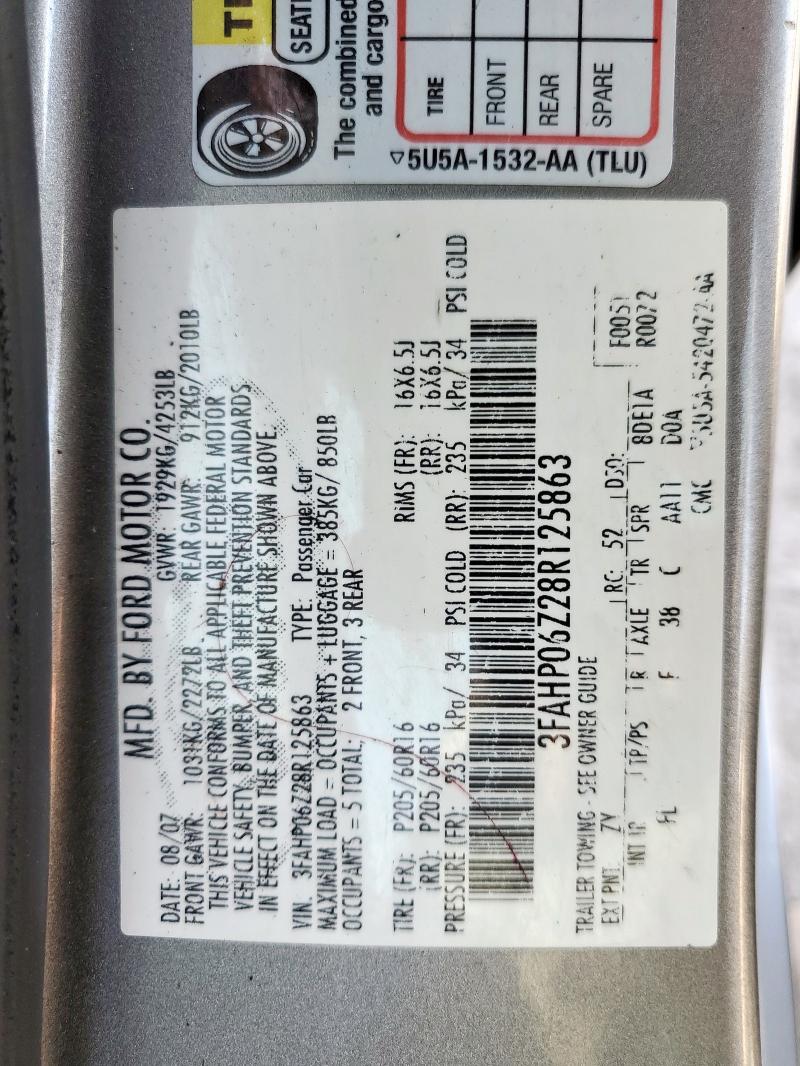 MFD. BY FORD MOTOR CO.
DATE: 08/07 GVWR: 1929KG/4253LB
FRONT GAWR: 1031KG/2272LB REAR GAWR: 912KG/2010LB
THIS VEHICLE CONFORMS TO ALL APPLICABLE FEDERAL MOTOR
VEHICLE SAFETY, BUMPER, AND THEFT PREVENTION STANDARDS
IN EFFECT ON THE DATE OF MANUFACTURE SHOWN ABOVE.
VIN: 3FAHP06Z28R125863 TYPE: Passenger Car
MAXIMUM LOAD = OCCUPANTS + LUGGAGE = 385KG/850LB
OCCUPANTS = 5 TOTAL; 2 FRONT, 3 REAR
TIRE (FR): P205/60R16 RIMS (FR): 16X6.5J
(RR): P205/60R16 (RR): 16X6.5J
PRESSURE (FR): 235 kPa/ 34 PSI COLD (RR): 235 kPa/ 34 PSI COLD
3FAHP06Z28R125863
TRAILER TOWING - SEE OWNER GUIDE
EXT PNT: ZY RC: 52 DSO: F0051
INT TR TP/PS R AXLE TR SPR 8DE1A R0072
FL F 38 C AA11 D0A
CMC 5U5A-5420472-AA
SEATI
The combined
and cargo
TIRE
FRONT
REAR
SPARE
5U5A-1532-AA (TLU)